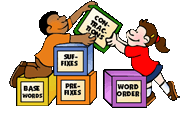 CON-
TRAC-
TIONS
SUF-
FIXES
BASE
WORDS
PRE-
FIXES
WORD
ORDER